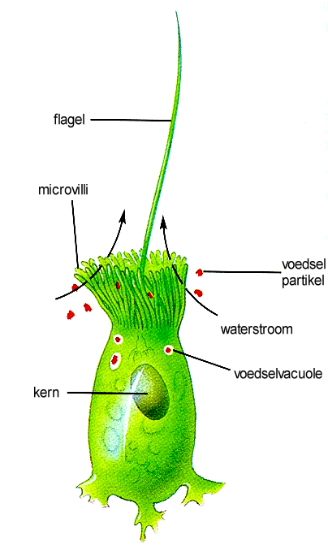 flagel
microvilli
voedsel
partikel
waterstroom
voedselvacuole
kern